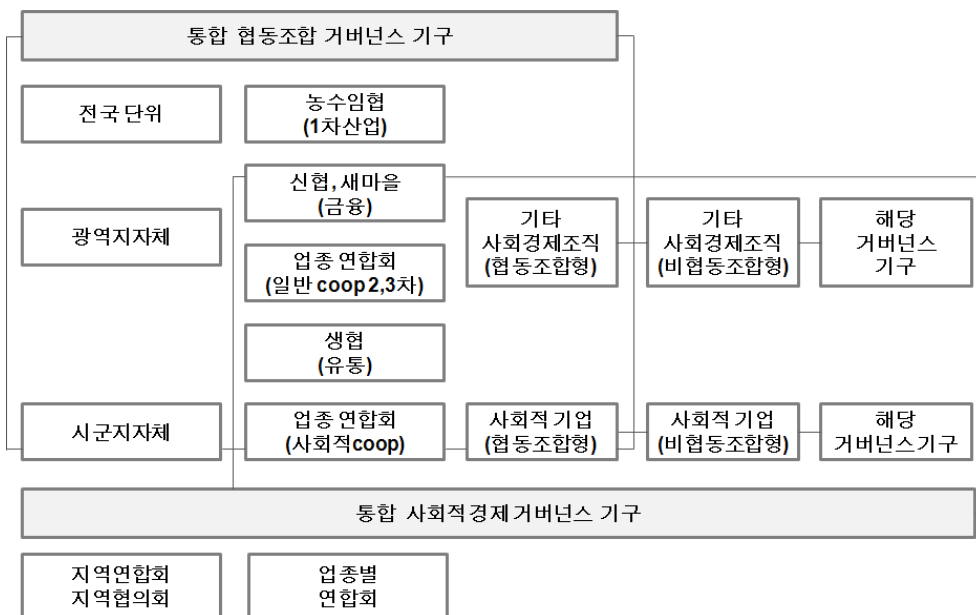 통합 협동조합 거버넌스 기구
전국 단위
농수임협
(1차산업)
신협, 새마을
(금융)
광역지자체
기타
사회경제조직
(협동조합형)
기타
사회경제조직
(비협동조합형)
해당
거버넌스
기구
업종 연합회
(일반 coop 2,3차)
생협
(유통)
시군지자체
업종 연합회
(사회적coop)
사회적 기업
(협동조합형)
사회적 기업
(비협동조합형)
해당
거버넌스기구
통합 사회적경제거버넌스 기구
지역연합회
지역협의회
업종별
연합회